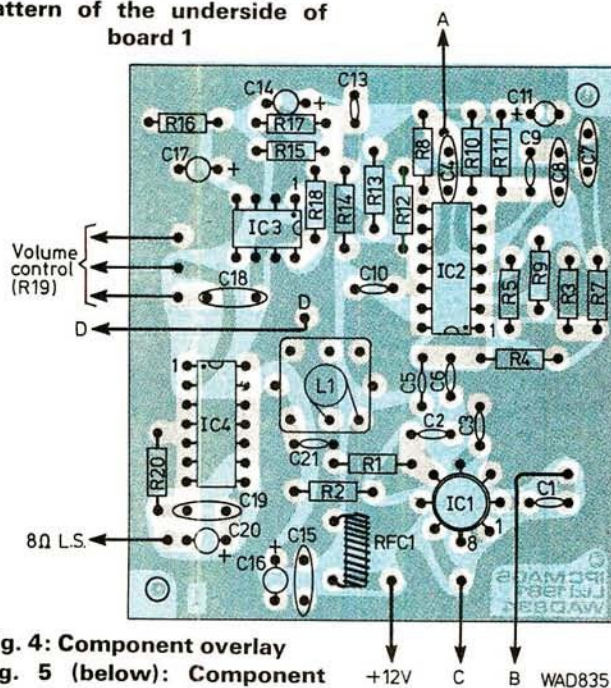 attern of the underside of
board 1
A
C14
+
C13
C11
+
R16
R17
R15
C17
+
R8
C4
R10
R11
C9
C8
C7
1
IC3
R18
R14
R13
R12
IC2
1
Volume
control
(R19)
C18
C10
R5
R9
R3
R7
D
D
R4
1
IC4
L1
C5
C6
C2
C3
C21
R1
R20
R2
IC1
C1
C19
1
8
8Ω L.S.
C20
+
C16
+
C15
RFC1
©
IPCMAGS
WAD834
g. 4: Component overlay
g. 5 (below): Component
+12V
C
B
WAD835